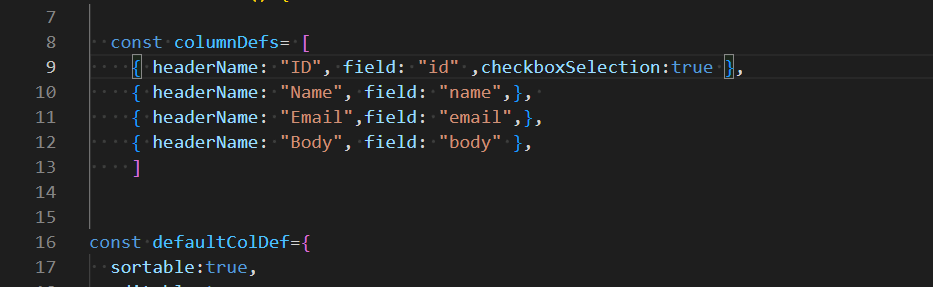 7
8 const columnDefs= [
9 { headerName: "ID", field: "id" ,checkboxSelection:true },
10 { headerName: "Name", field: "name",},
11 { headerName: "Email",field: "email",},
12 { headerName: "Body", field: "body" },
13 ]
14
15
16 const defaultColDef={
17 sortable:true,